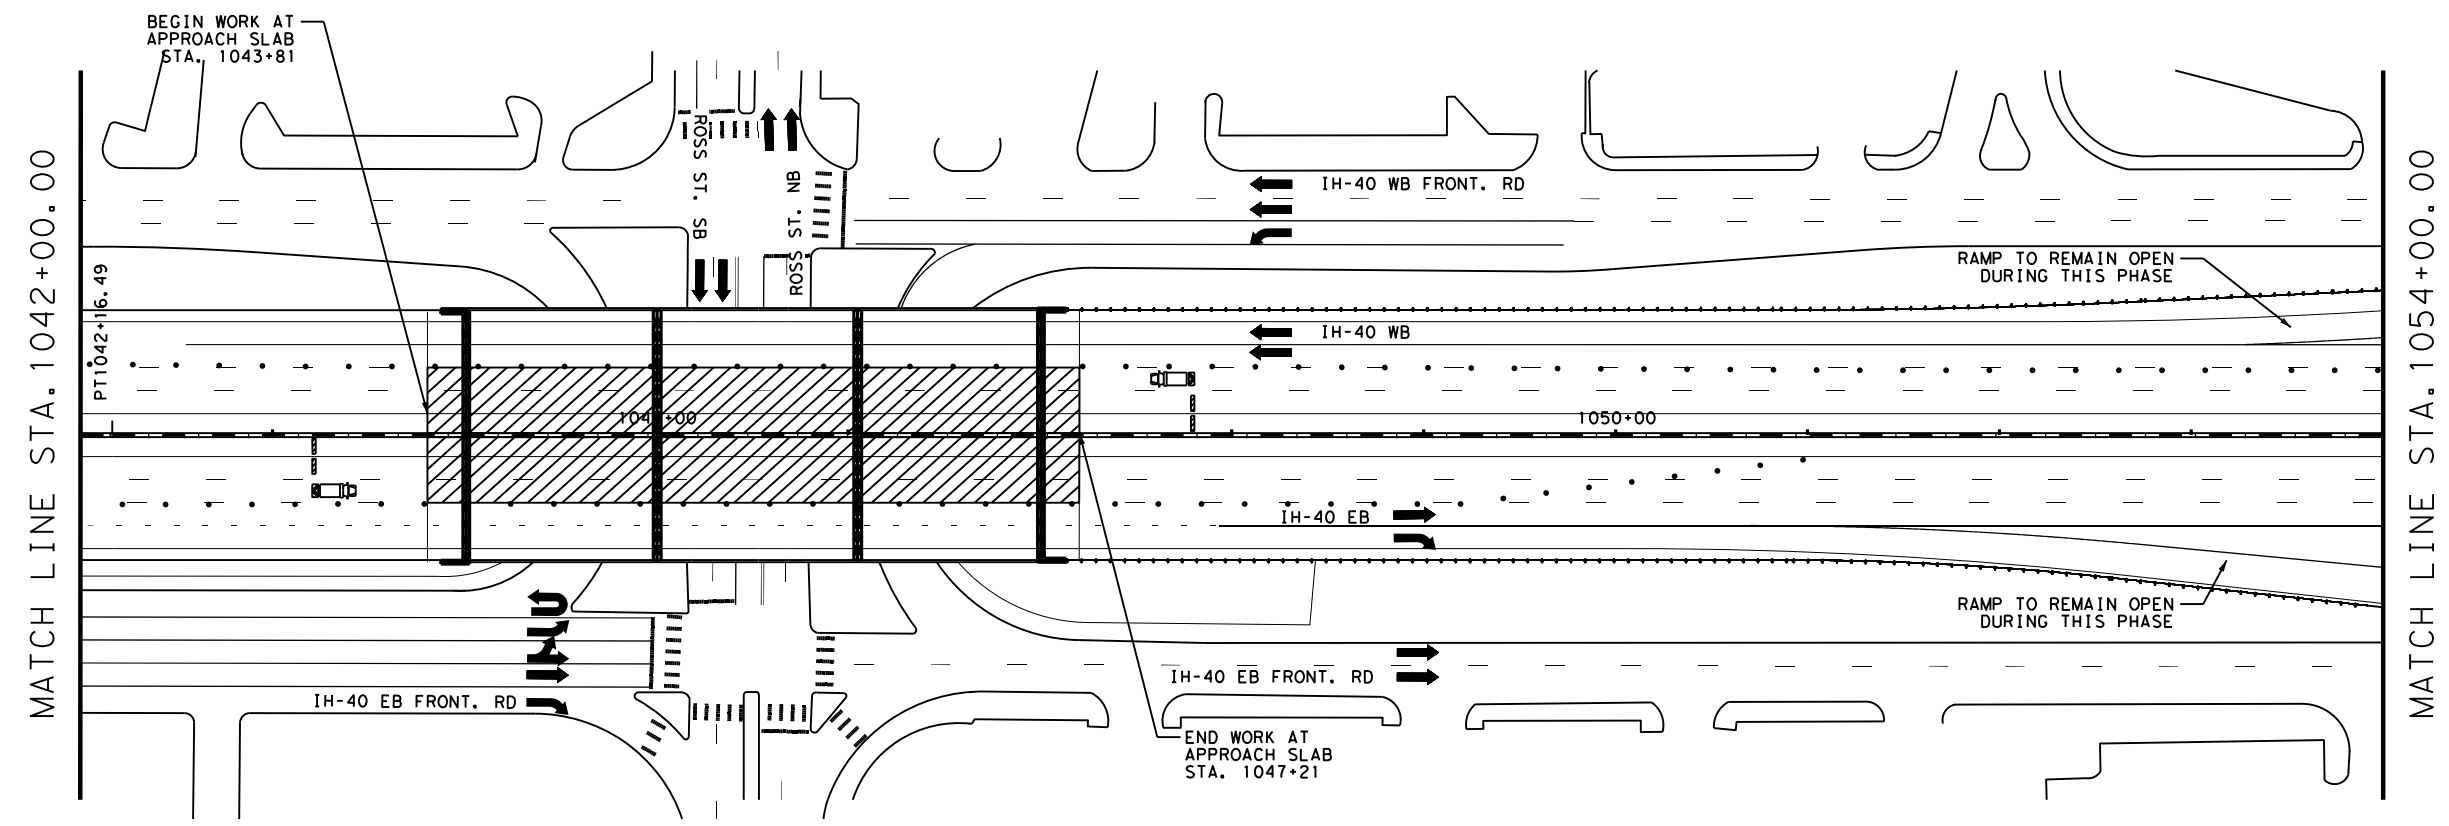 BEGIN WORK AT
APPROACH SLAB
STA. 1043+81
MATCH LINE STA.1042+00.00
PT1042+16.49
ROSS ST. SB
ROSS ST. NB
IH-40 WB FRONT. RD
RAMP TO REMAIN OPEN
DURING THIS PHASE
IH-40 WB
1050+00
IH-40 EB
RAMP TO REMAIN OPEN
DURING THIS PHASE
IH-40 EB FRONT. RD
IH-40 EB FRONT. RD
END WORK AT
APPROACH SLAB
STA. 1047+21
MATCH LINE STA.1054+00.00